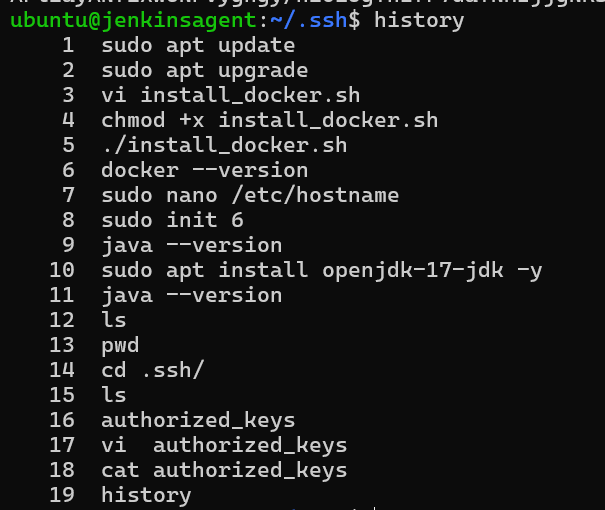 ubuntu@jenkinsagent:~/.ssh$ history
1 sudo apt update
2 sudo apt upgrade
3 vi install_docker.sh
4 chmod +x install_docker.sh
5 ./install_docker.sh
6 docker --version
7 sudo nano /etc/hostname
8 sudo init 6
9 java --version
10 sudo apt install openjdk-17-jdk -y
11 java --version
12 ls
13 pwd
14 cd .ssh/
15 ls
16 authorized_keys
17 vi  authorized_keys
18 cat authorized_keys
19 history